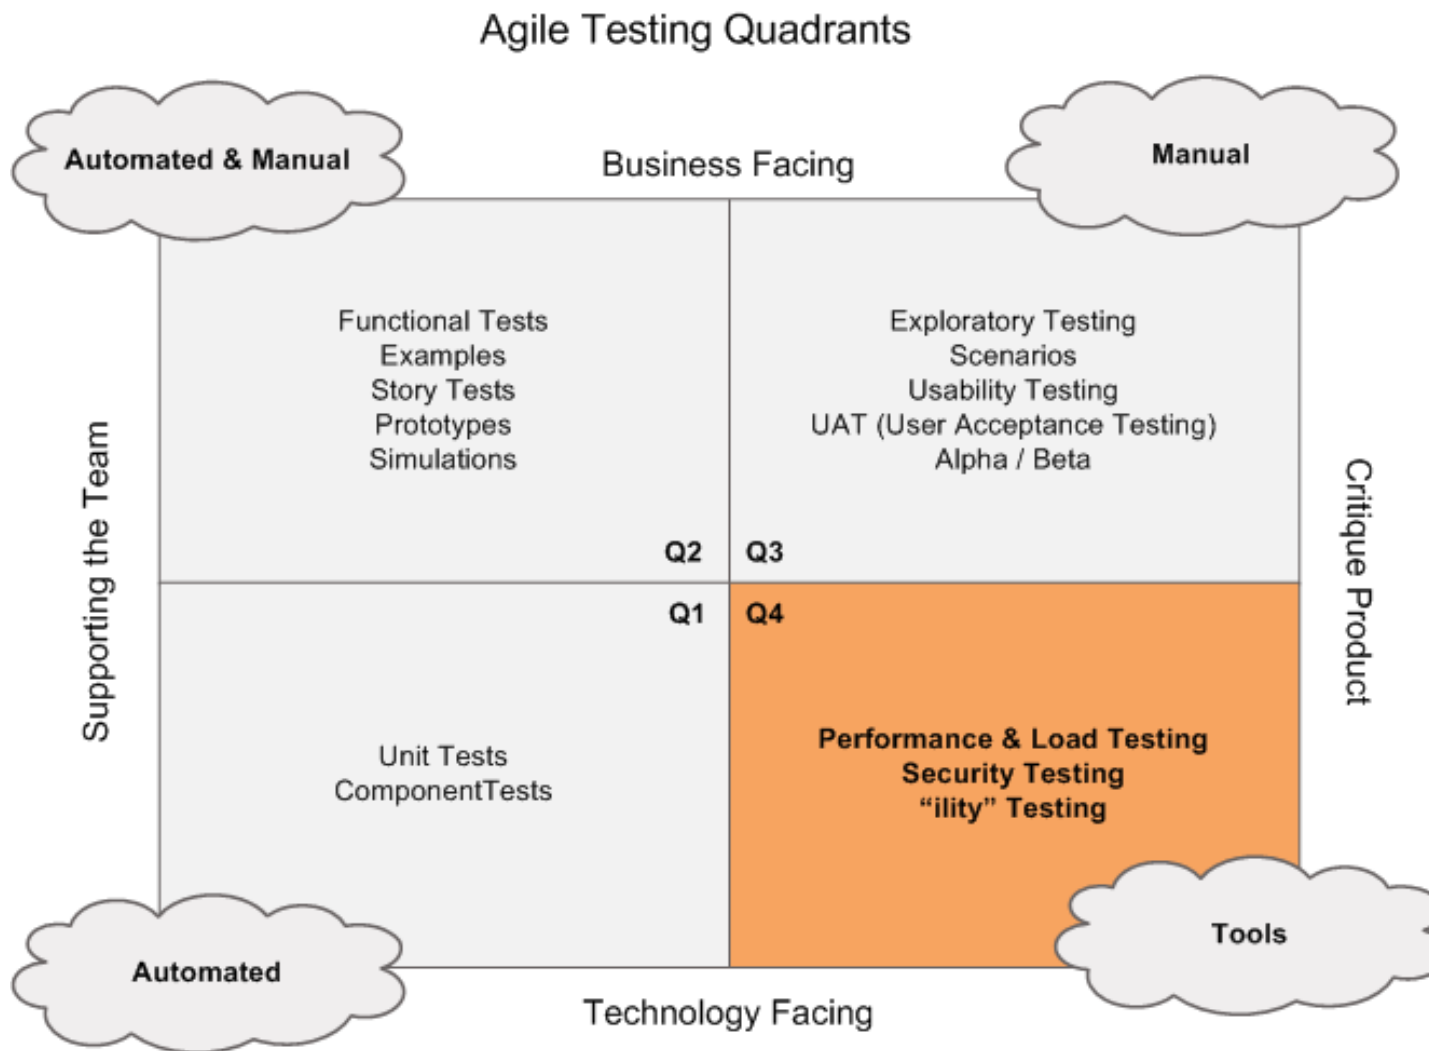 Agile Testing Quadrants
Automated & Manual
Business Facing
Manual
Functional Tests
Examples
Story Tests
Prototypes
Simulations
Q2
Exploratory Testing
Scenarios
Usability Testing
UAT (User Acceptance Testing)
Alpha / Beta
Q3
Supporting the Team
Critique Product
Q1
Unit Tests
ComponentTests
Q4
Performance & Load Testing
Security Testing
“ility” Testing
Automated
Technology Facing
Tools